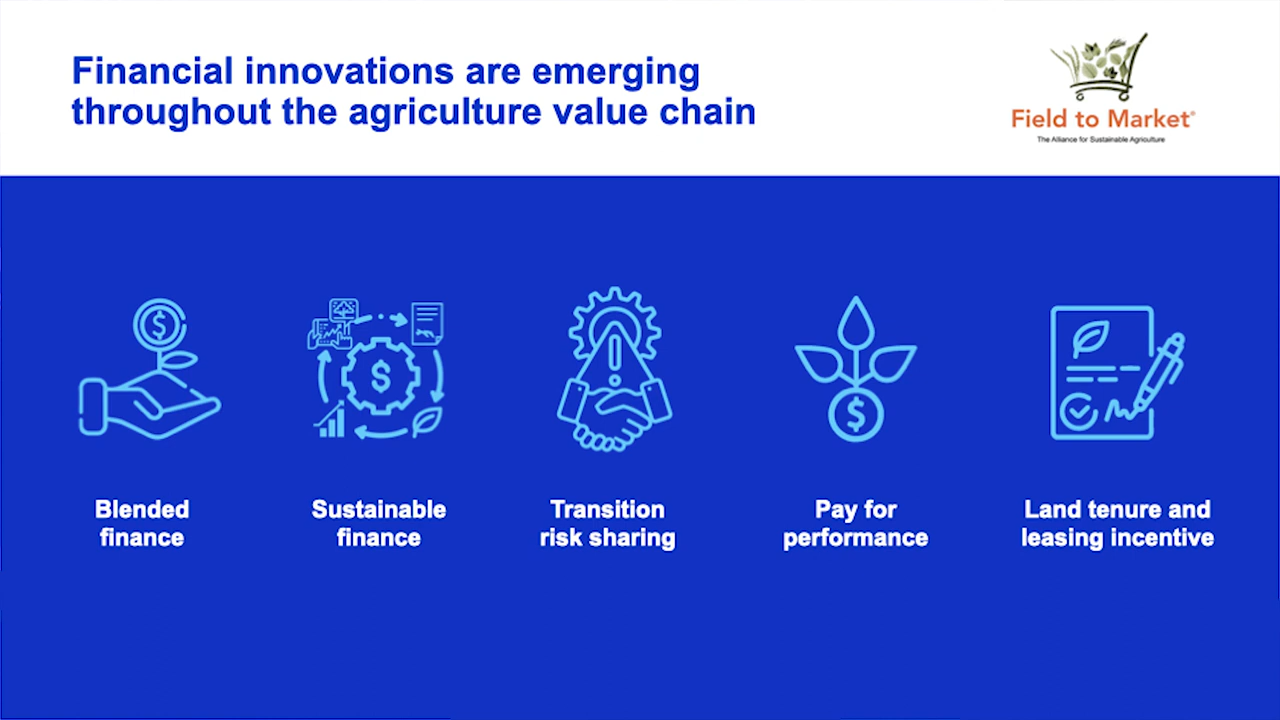 Financial innovations are emerging
throughout the agriculture value chain
Field to Market®
The Alliance for Sustainable Agriculture
$
$
$
Blended
finance
Sustainable
finance
Transition
risk sharing
Pay for
performance
Land tenure and
leasing incentive